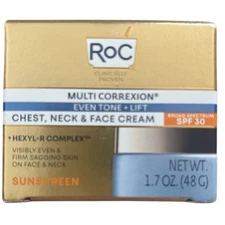 RoC
CLINICALLY
PROVEN
MULTI CORREXION®
EVEN TONE + LIFT
CHEST, NECK & FACE CREAM
BROAD SPECTRUM
SPF 30
• HEXYL-R COMPLEX™
VISIBLY EVEN &
FIRM SAGGING SKIN
ON FACE, NECK & CHEST
SUNSCREEN
NET WT.
1.7 OZ. (48 G)